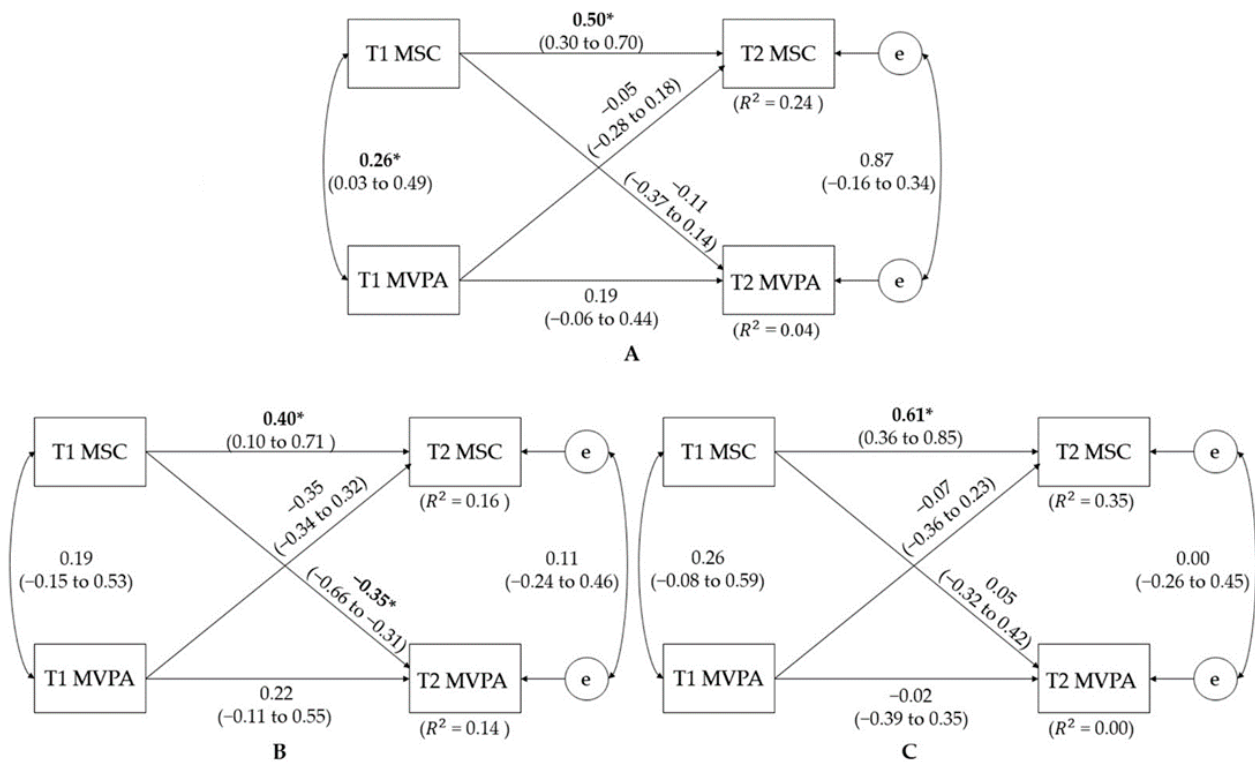 0.50*
(0.30 to 0.70)
T1 MSC
T2 MSC
e
(R² = 0.24 )
−0.05
(−0.28 to 0.18)
0.26*
(0.03 to 0.49)
0.87
(−0.16 to 0.34)
−0.11
(−0.37 to 0.14)
T1 MVPA
T2 MVPA
e
0.19
(−0.06 to 0.44)
(R² = 0.04)
A
0.40*
(0.10 to 0.71 )
T1 MSC
T2 MSC
e
(R² = 0.16 )
−0.35
(−0.34 to 0.32)
0.19
(−0.15 to 0.53)
0.11
(−0.24 to 0.46)
−0.35*
(−0.66 to −0.31)
T1 MVPA
T2 MVPA
e
0.22
(−0.11 to 0.55)
(R² = 0.14 )
B
0.61*
(0.36 to 0.85)
T1 MSC
T2 MSC
e
(R² = 0.35)
−0.07
(−0.36 to 0.23)
0.26
(−0.08 to 0.59)
0.00
(−0.26 to 0.45)
0.05
(−0.32 to 0.42)
T1 MVPA
T2 MVPA
e
−0.02
(−0.39 to 0.35)
(R² = 0.00)
C